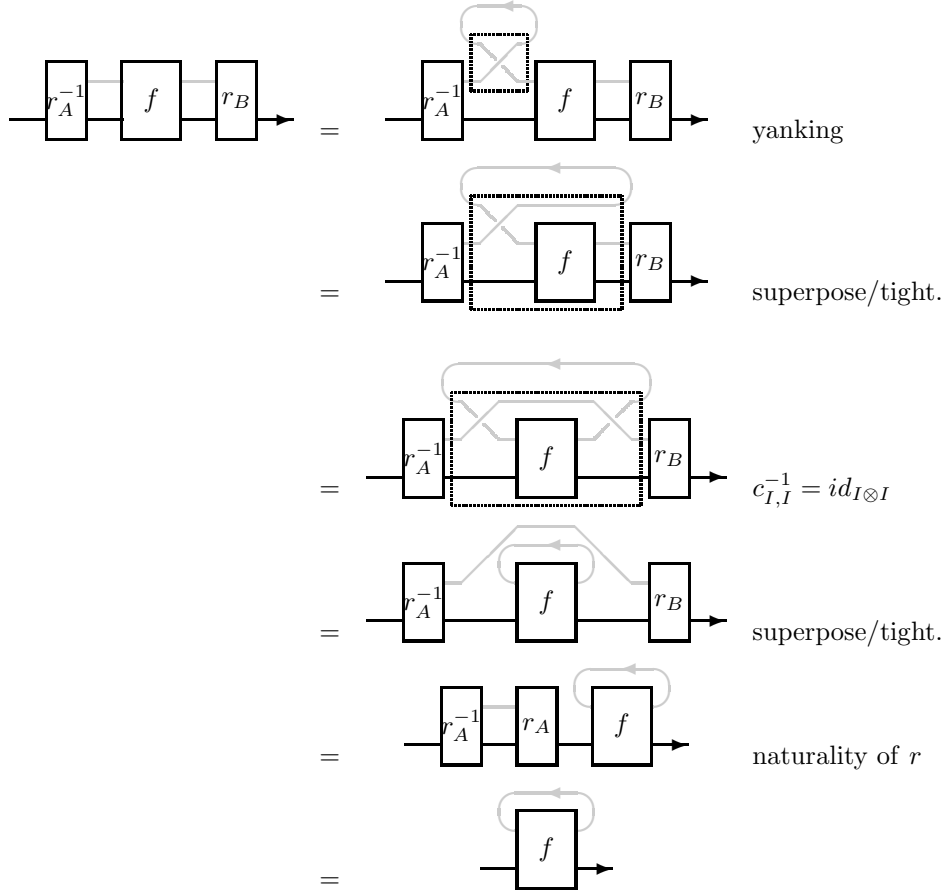 r_A^{-1} f r_B = r_A^{-1} f r_B yanking
= r_A^{-1} f r_B superpose/tight.
= r_A^{-1} f r_B c_{I,I}^{-1} = id_{I⊗I}
= r_A^{-1} f r_B superpose/tight.
= r_A^{-1} r_A f naturality of r
= f